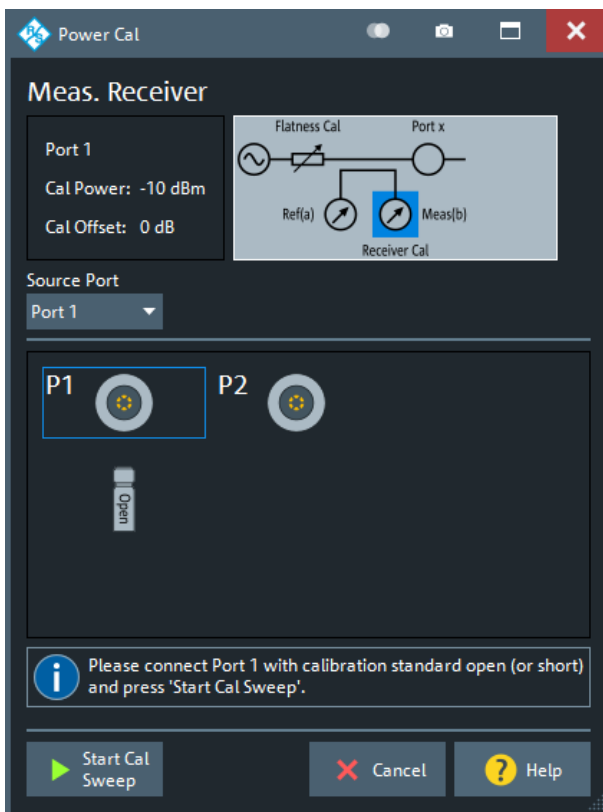 Power Cal
Meas. Receiver
Port 1
Cal Power: -10 dBm
Cal Offset: 0 dB
Flatness Cal Port x
Ref(a) Meas(b)
Receiver Cal
Source Port
Port 1
P1 P2
Open
Please connect Port 1 with calibration standard open (or short)
and press 'Start Cal Sweep'.
Start Cal
Sweep
Cancel
Help